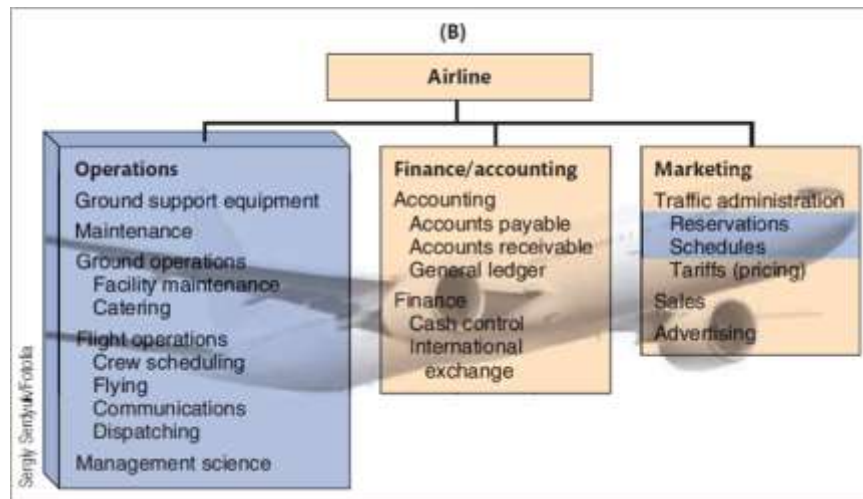 (B)
Airline
Operations
Ground support equipment
Maintenance
Ground operations
Facility maintenance
Catering
Flight operations
Crew scheduling
Flying
Communications
Dispatching
Management science
Finance/accounting
Accounting
Accounts payable
Accounts receivable
General ledger
Finance
Cash control
International
exchange
Marketing
Traffic administration
Reservations
Schedules
Tariffs (pricing)
Sales
Advertising
Sergiy Serdyuk/Fotolia